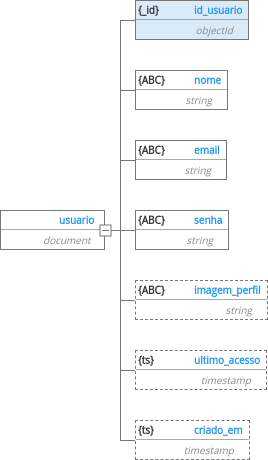 {_id} id_usuario
objectId
{ABC} nome
string
{ABC} email
string
usuario
document
{ABC} senha
string
{ABC} imagem_perfil
string
{ts} ultimo_acesso
timestamp
{ts} criado_em
timestamp